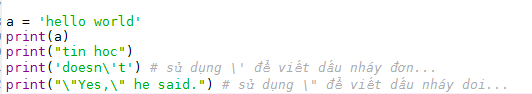 a = 'hello world'
print(a)
print("tin hoc")
print('doesn\'t') # sử dụng \' để viết dấu nháy đơn...
print("\"Yes,\" he said.") # sử dụng \" để viết dấu nháy doi...